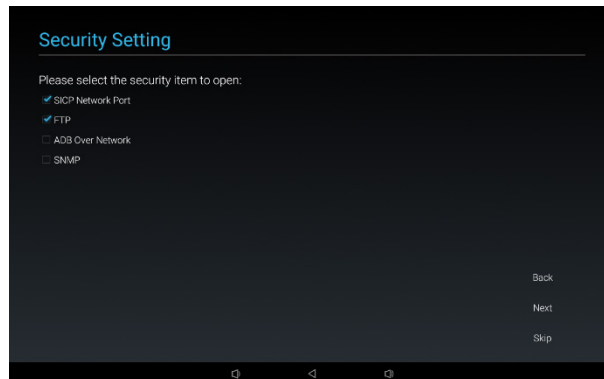 Security Setting
Please select the security item to open:
SICP Network Port
FTP
ADB Over Network
SNMP
Back
Next
Skip